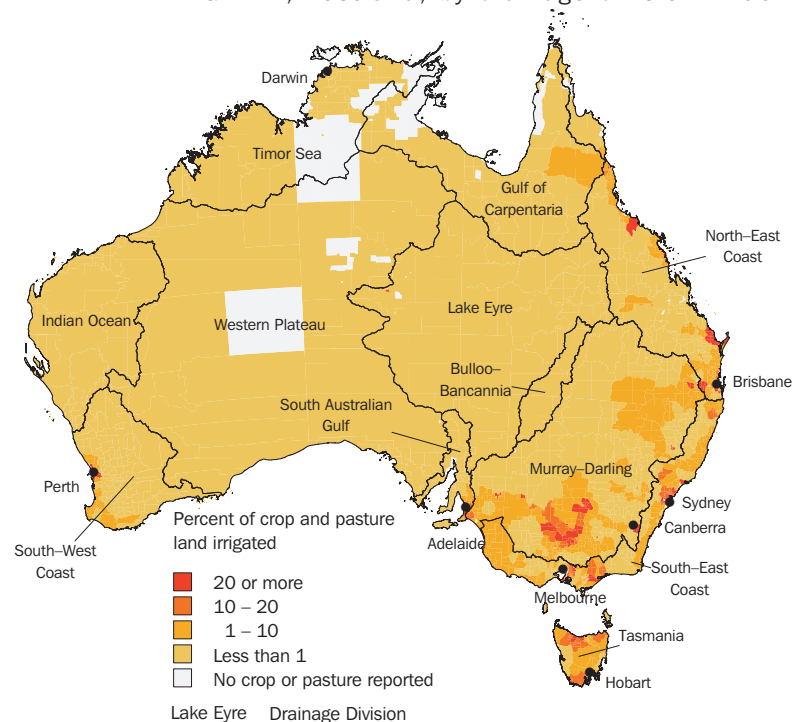 Darwin
Timor Sea
Gulf of
Carpentaria
North–East
Coast
Indian Ocean
Western Plateau
Lake Eyre
Bulloo–
Bancannia
Brisbane
South Australian
Gulf
Murray–Darling
Perth
Sydney
Canberra
Adelaide
South–West
Coast
South–East
Coast
Melbourne
Tasmania
Hobart
Percent of crop and pasture
land irrigated
20 or more
10 – 20
1 – 10
Less than 1
No crop or pasture reported
Lake Eyre Drainage Division